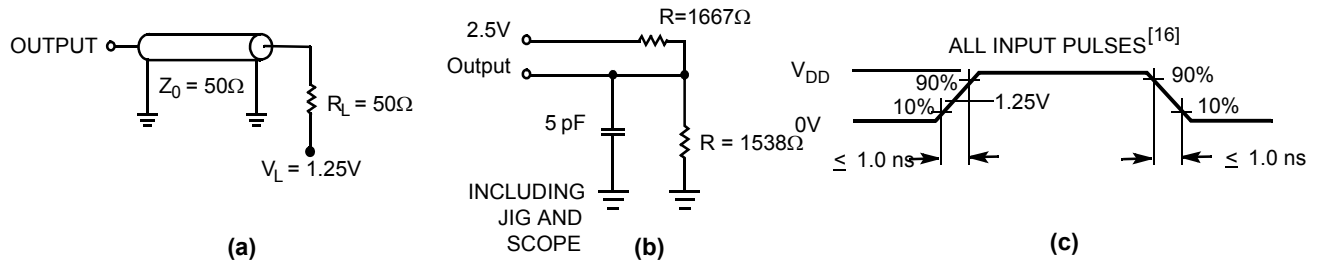 OUTPUT
Z0 = 50Ω
RL = 50Ω
VL = 1.25V
(a)
R=1667Ω
2.5V
Output
5 pF
R = 1538Ω
INCLUDING
JIG AND
SCOPE
(b)
ALL INPUT PULSES[16]
VDD
90%
90%
1.25V
10%
10%
0V
≤ 1.0 ns
≤ 1.0 ns
(c)